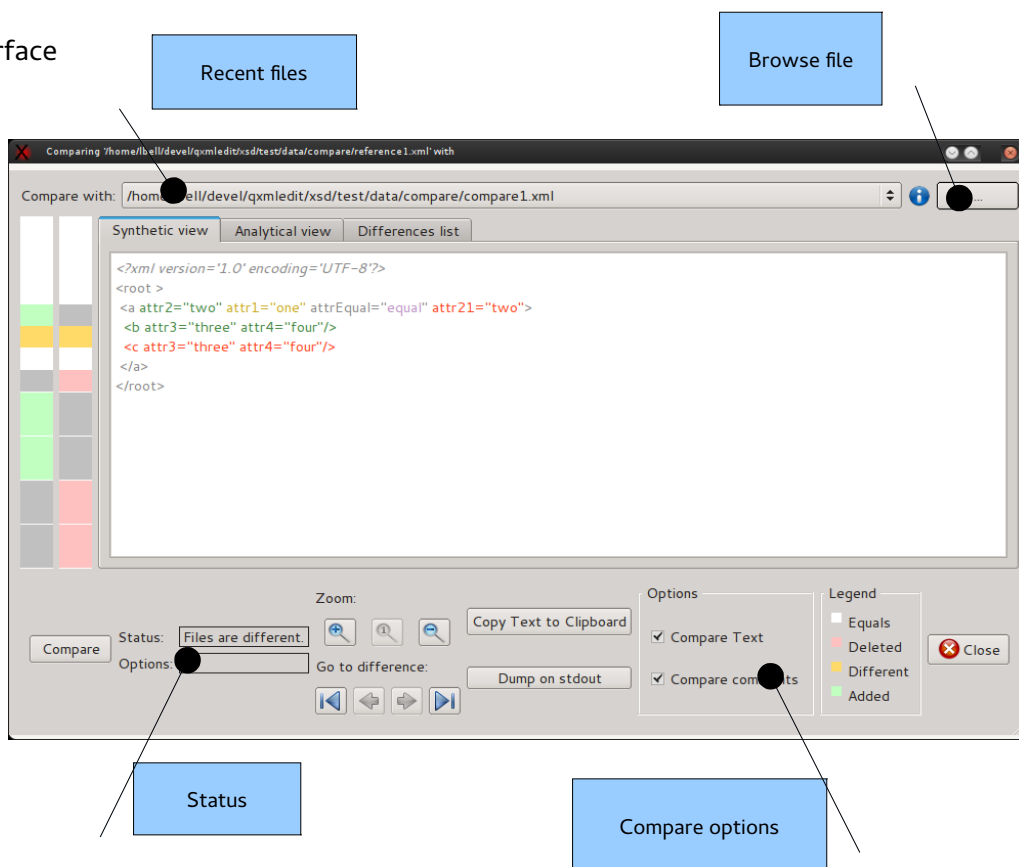 rface
Recent files
Browse file
Comparing '/home/lbell/devel/qxmledit/xsd/test/data/compare/reference1.xml' with
Compare with: /home ell/devel/qxmledit/xsd/test/data/compare/compare1.xml
...
Synthetic view Analytical view Differences list
<?xml version='1.0' encoding='UTF-8'?>
<root >
<a attr2="two" attr1="one" attrEqual="equal" attr21="two">
<b attr3="three" attr4="four"/>
<c attr3="three" attr4="four"/>
</a>
</root>
Zoom:
1
Copy Text to Clipboard
Options
Legend
Compare
Status: Files are different.
Options:
Go to difference:
Dump on stdout
Compare Text
Compare com ts
Equals
Deleted
Different
Added
Close
Status
Compare options